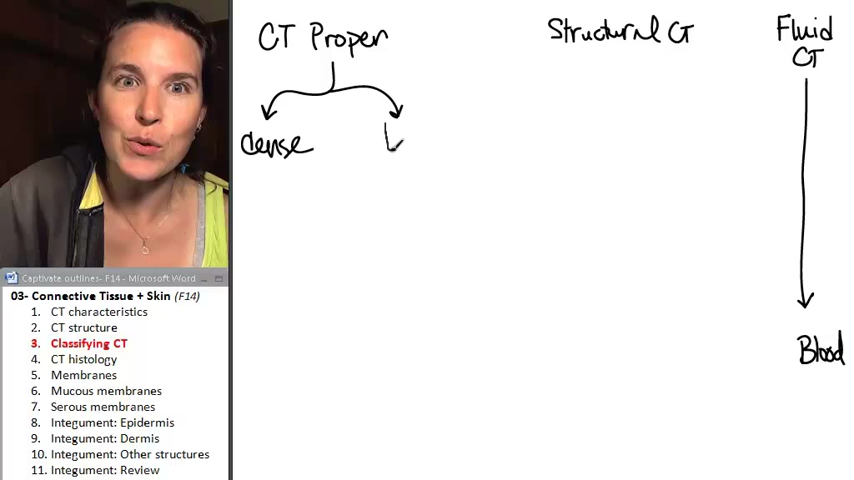 CT Proper
Structural CT
Fluid
CT
dense
Blood
Captivate outlines- F14 - Microsoft Word
03- Connective Tissue + Skin (F14)
1. CT characteristics
2. CT structure
3. Classifying CT
4. CT histology
5. Membranes
6. Mucous membranes
7. Serous membranes
8. Integument: Epidermis
9. Integument: Dermis
10. Integument: Other structures
11. Integument: Review